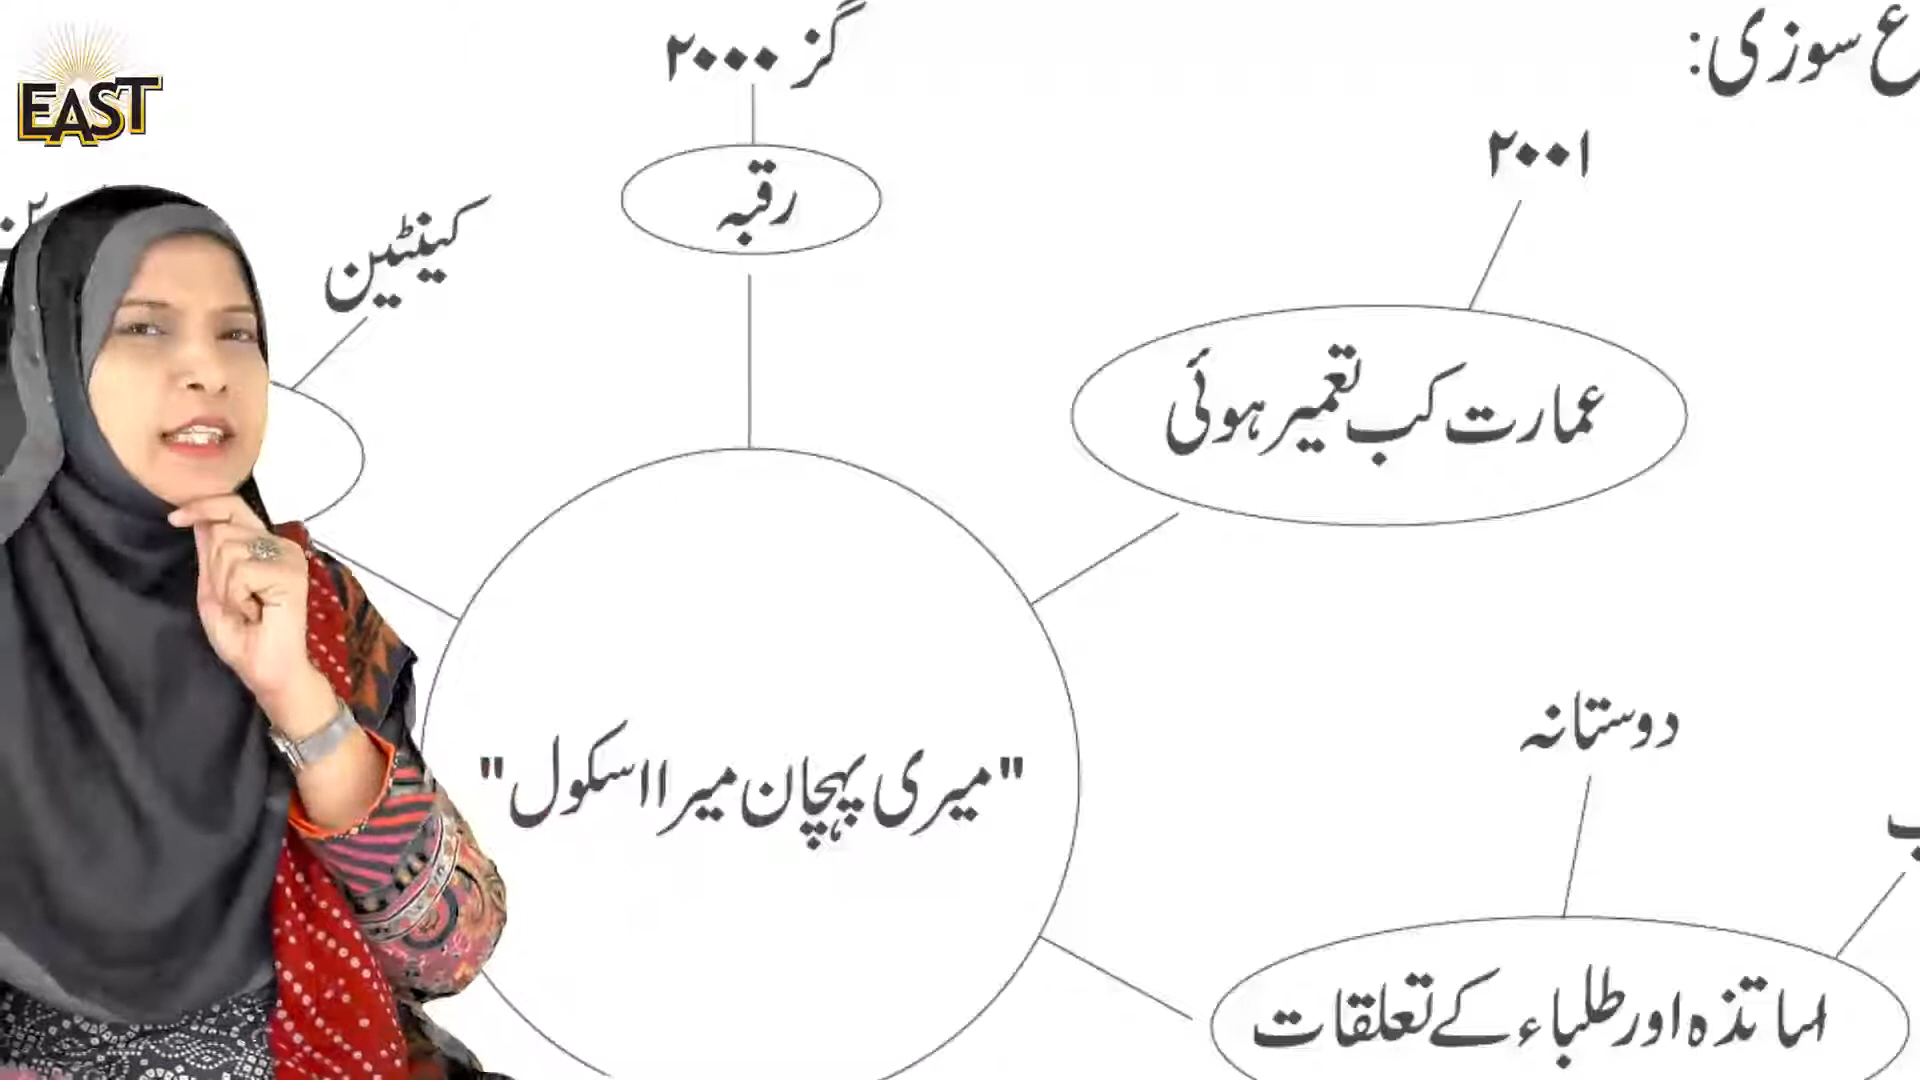 EAST
سوزی:
گز ۲۰۰۰
۲۰۰۱
رقبہ
کینٹین
عمارت کب تعمیر ہوئی
"میری پہچان میرا اسکول"
دوستانہ
اساتذہ اور طلباء کے تعلقات